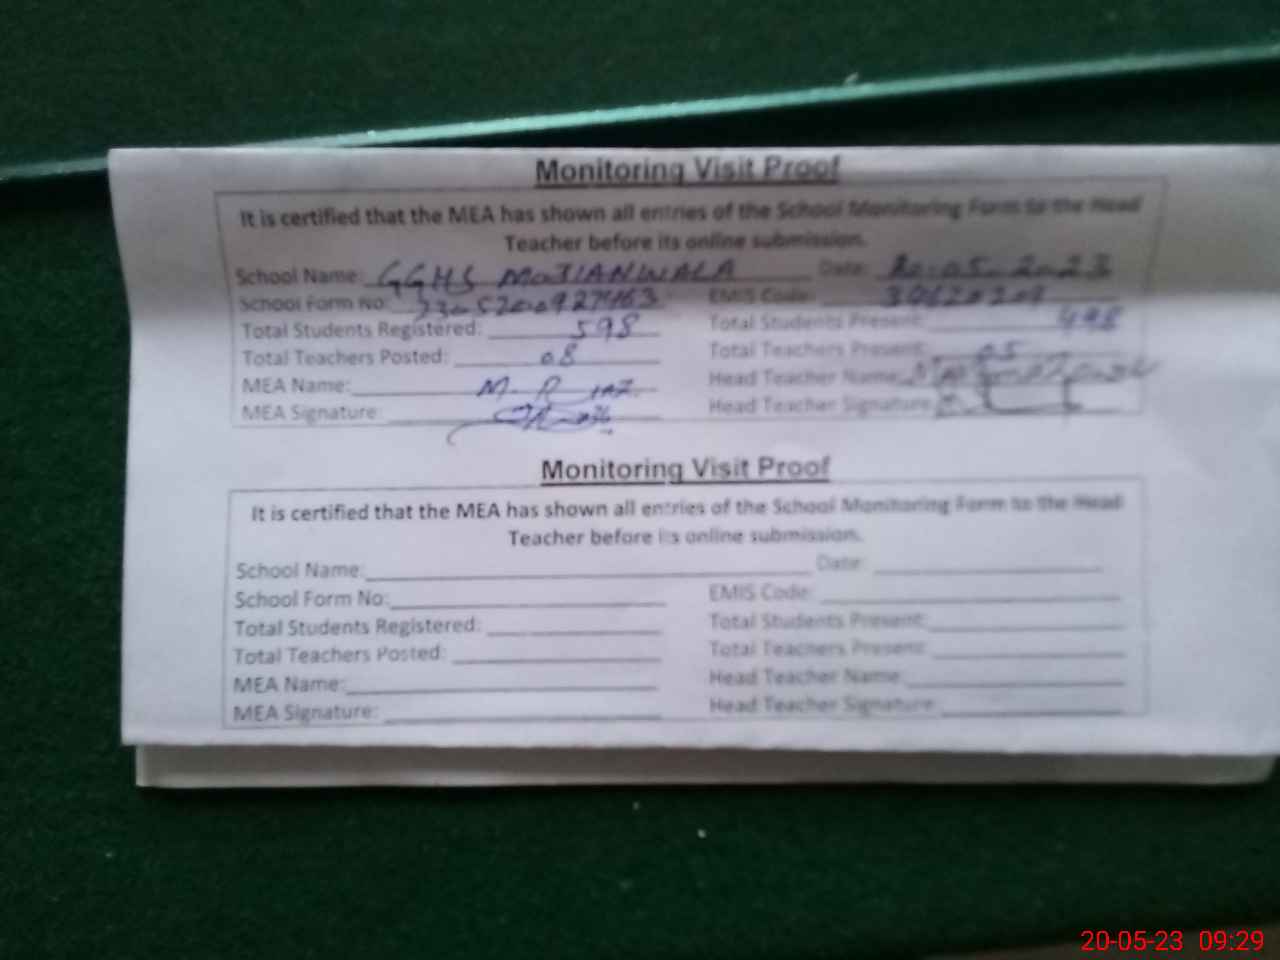 Monitoring Visit Proof
It is certified that the MEA has shown all entries of the School Monitoring Form to the Head
Teacher before its online submission.
School Name: GGHS MOJIANWALA Date: 20-05-2023
School Form No: EMIS Code:
Total Students Registered: 598 Total Students Present: 498
Total Teachers Posted: 08 Total Teachers Present: 05
MEA Name: M. Riaz Head Teacher Name:
MEA Signature: Head Teacher Signature:
Monitoring Visit Proof
It is certified that the MEA has shown all entries of the School Monitoring Form to the Head
Teacher before its online submission.
School Name: Date:
School Form No: EMIS Code:
Total Students Registered: Total Students Present:
Total Teachers Posted: Total Teachers Present:
MEA Name: Head Teacher Name:
MEA Signature: Head Teacher Signature:
20-05-23 09:29